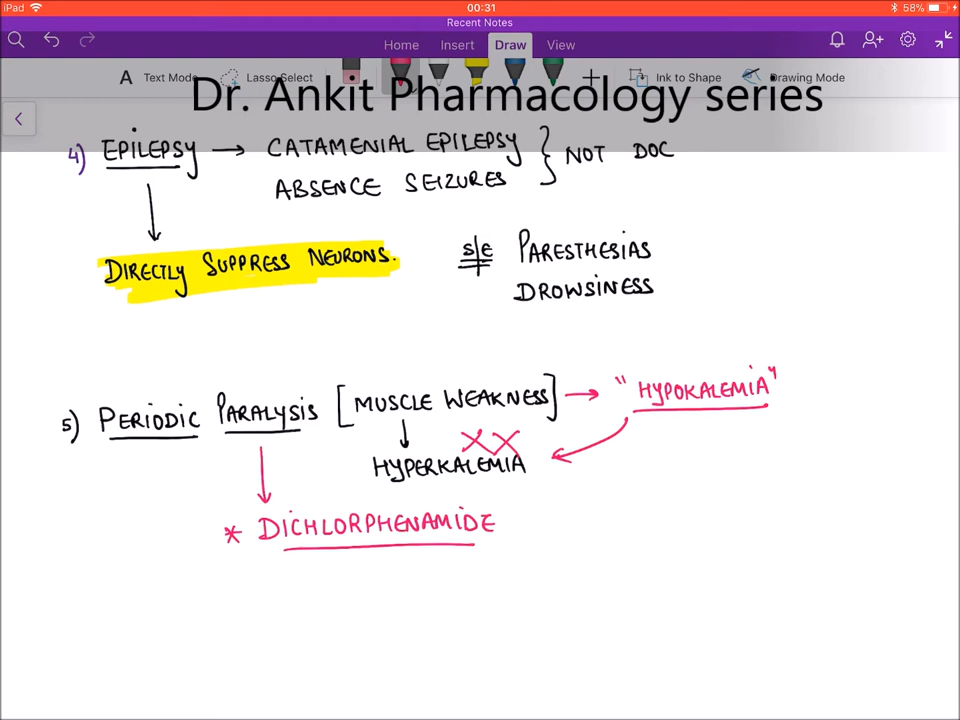 iPad 00:31 58%
Recent Notes
Home Insert Draw View
Text Mode Lasso Select Ink to Shape Drawing Mode
Dr. Ankit Pharmacology series
4) EPILEPSY → CATAMENIAL EPILEPSY } NOT DOC
ABSENCE SEIZURES
DIRECTLY SUPPRESS NEURONS.
S/E PARESTHESIAS
DROWSINESS
5) PERIODIC PARALYSIS [MUSCLE WEAKNESS] → "HYPOKALEMIA"
HYPERKALEMIA
* DICHLORPHENAMIDE